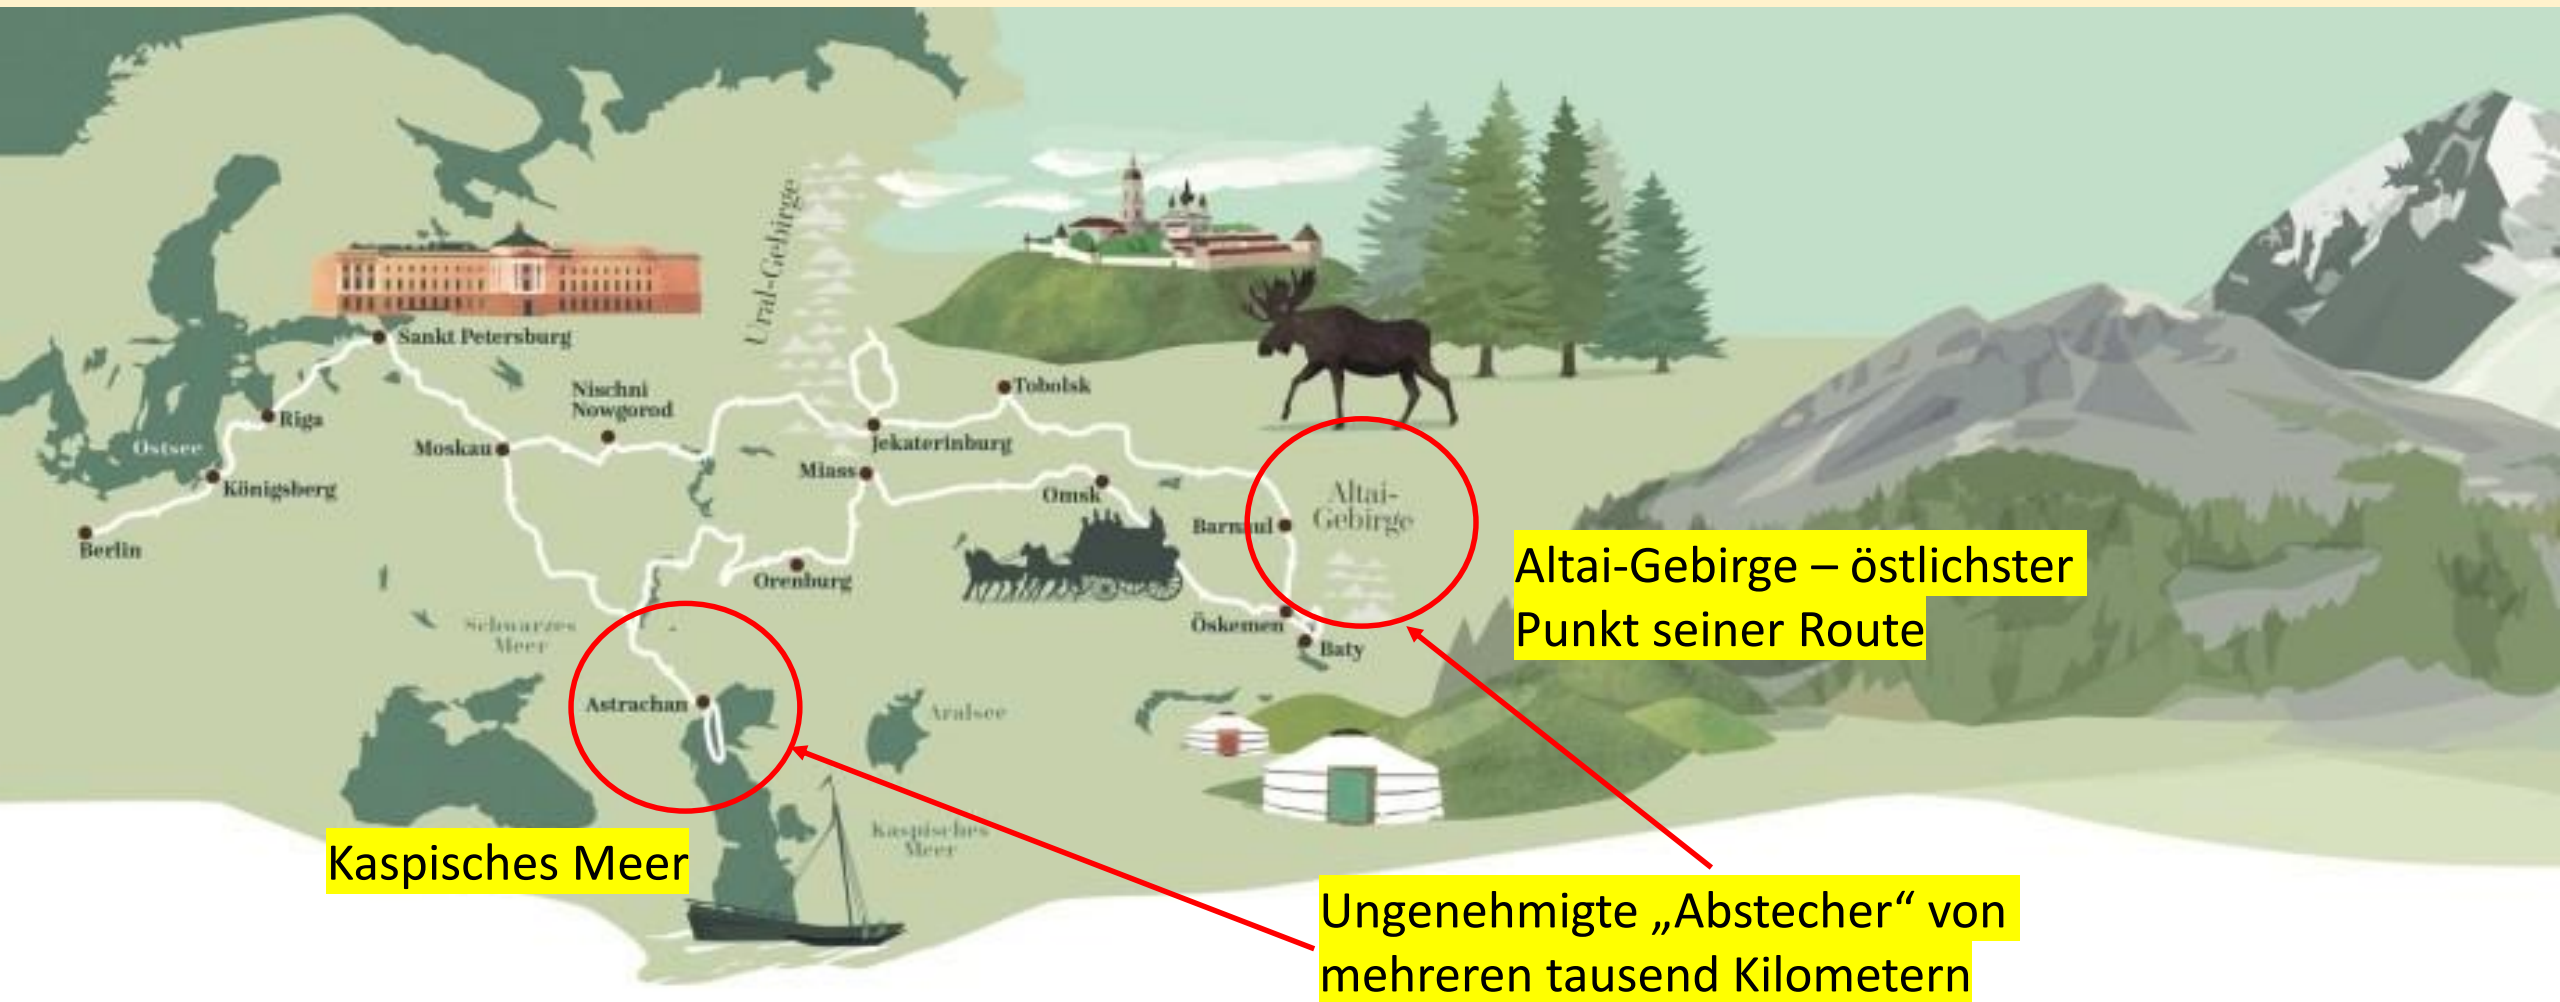 Ural-Gebirge
Sankt Petersburg
Nischni
Nowgorod
Tobolsk
Riga
Moskau
Jekaterinburg
Ostsee
Miass
Königsberg
Omsk
Altai-
Gebirge
Barnaul
Berlin
Orenburg
Altai-Gebirge – östlichster
Punkt seiner Route
Schwarzes
Meer
Öskemen
Baty
Astrachan
Aralsee
Kaspisches
Meer
Kaspisches Meer
Ungenehmigte „Abstecher“ von
mehreren tausend Kilometern